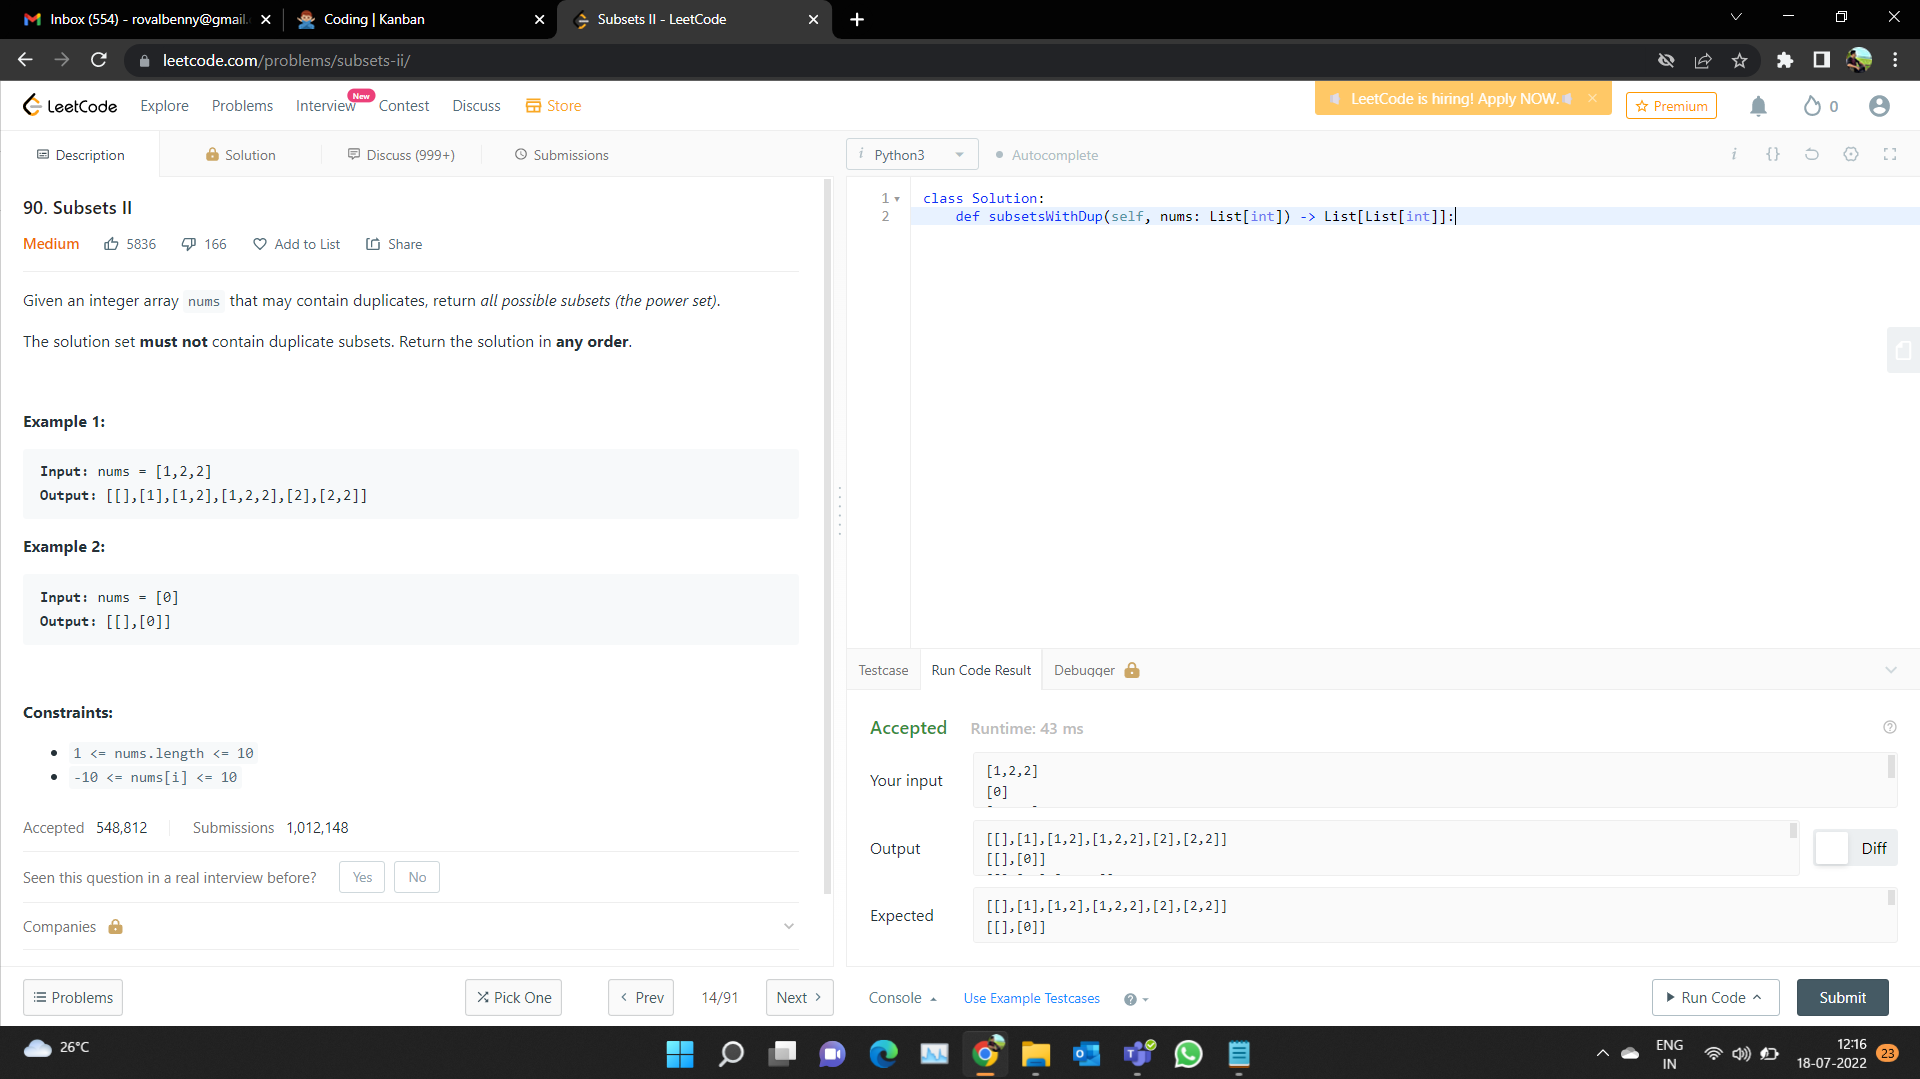 Inbox (554) - rovalbenny@gmail.
Coding | Kanban
Subsets II - LeetCode
leetcode.com/problems/subsets-ii/
LeetCode
Explore
Problems
Interview
New
Contest
Discuss
Store
LeetCode is hiring! Apply NOW.
Premium
0
Description
Solution
Discuss (999+)
Submissions
i Python3
Autocomplete
i {}
90. Subsets II
Medium
5836
166
Add to List
Share
Given an integer array nums that may contain duplicates, return all possible subsets (the power set).
The solution set must not contain duplicate subsets. Return the solution in any order.
Example 1:
Input: nums = [1,2,2]
Output: [[],[1],[1,2],[1,2,2],[2],[2,2]]
Example 2:
Input: nums = [0]
Output: [[],[0]]
Constraints:
1 <= nums.length <= 10
-10 <= nums[i] <= 10
Accepted 548,812
Submissions 1,012,148
Seen this question in a real interview before?
Yes
No
Companies
Problems
Pick One
Prev
14/91
Next
1 class Solution:
2 def subsetsWithDup(self, nums: List[int]) -> List[List[int]]:
Testcase
Run Code Result
Debugger
Accepted
Runtime: 43 ms
Your input
[1,2,2]
[0]
Output
[[],[1],[1,2],[1,2,2],[2],[2,2]]
[[],[0]]
Diff
Expected
[[],[1],[1,2],[1,2,2],[2],[2,2]]
[[],[0]]
Console
Use Example Testcases
Run Code
Submit
26°C
ENG
IN
12:16
18-07-2022
23